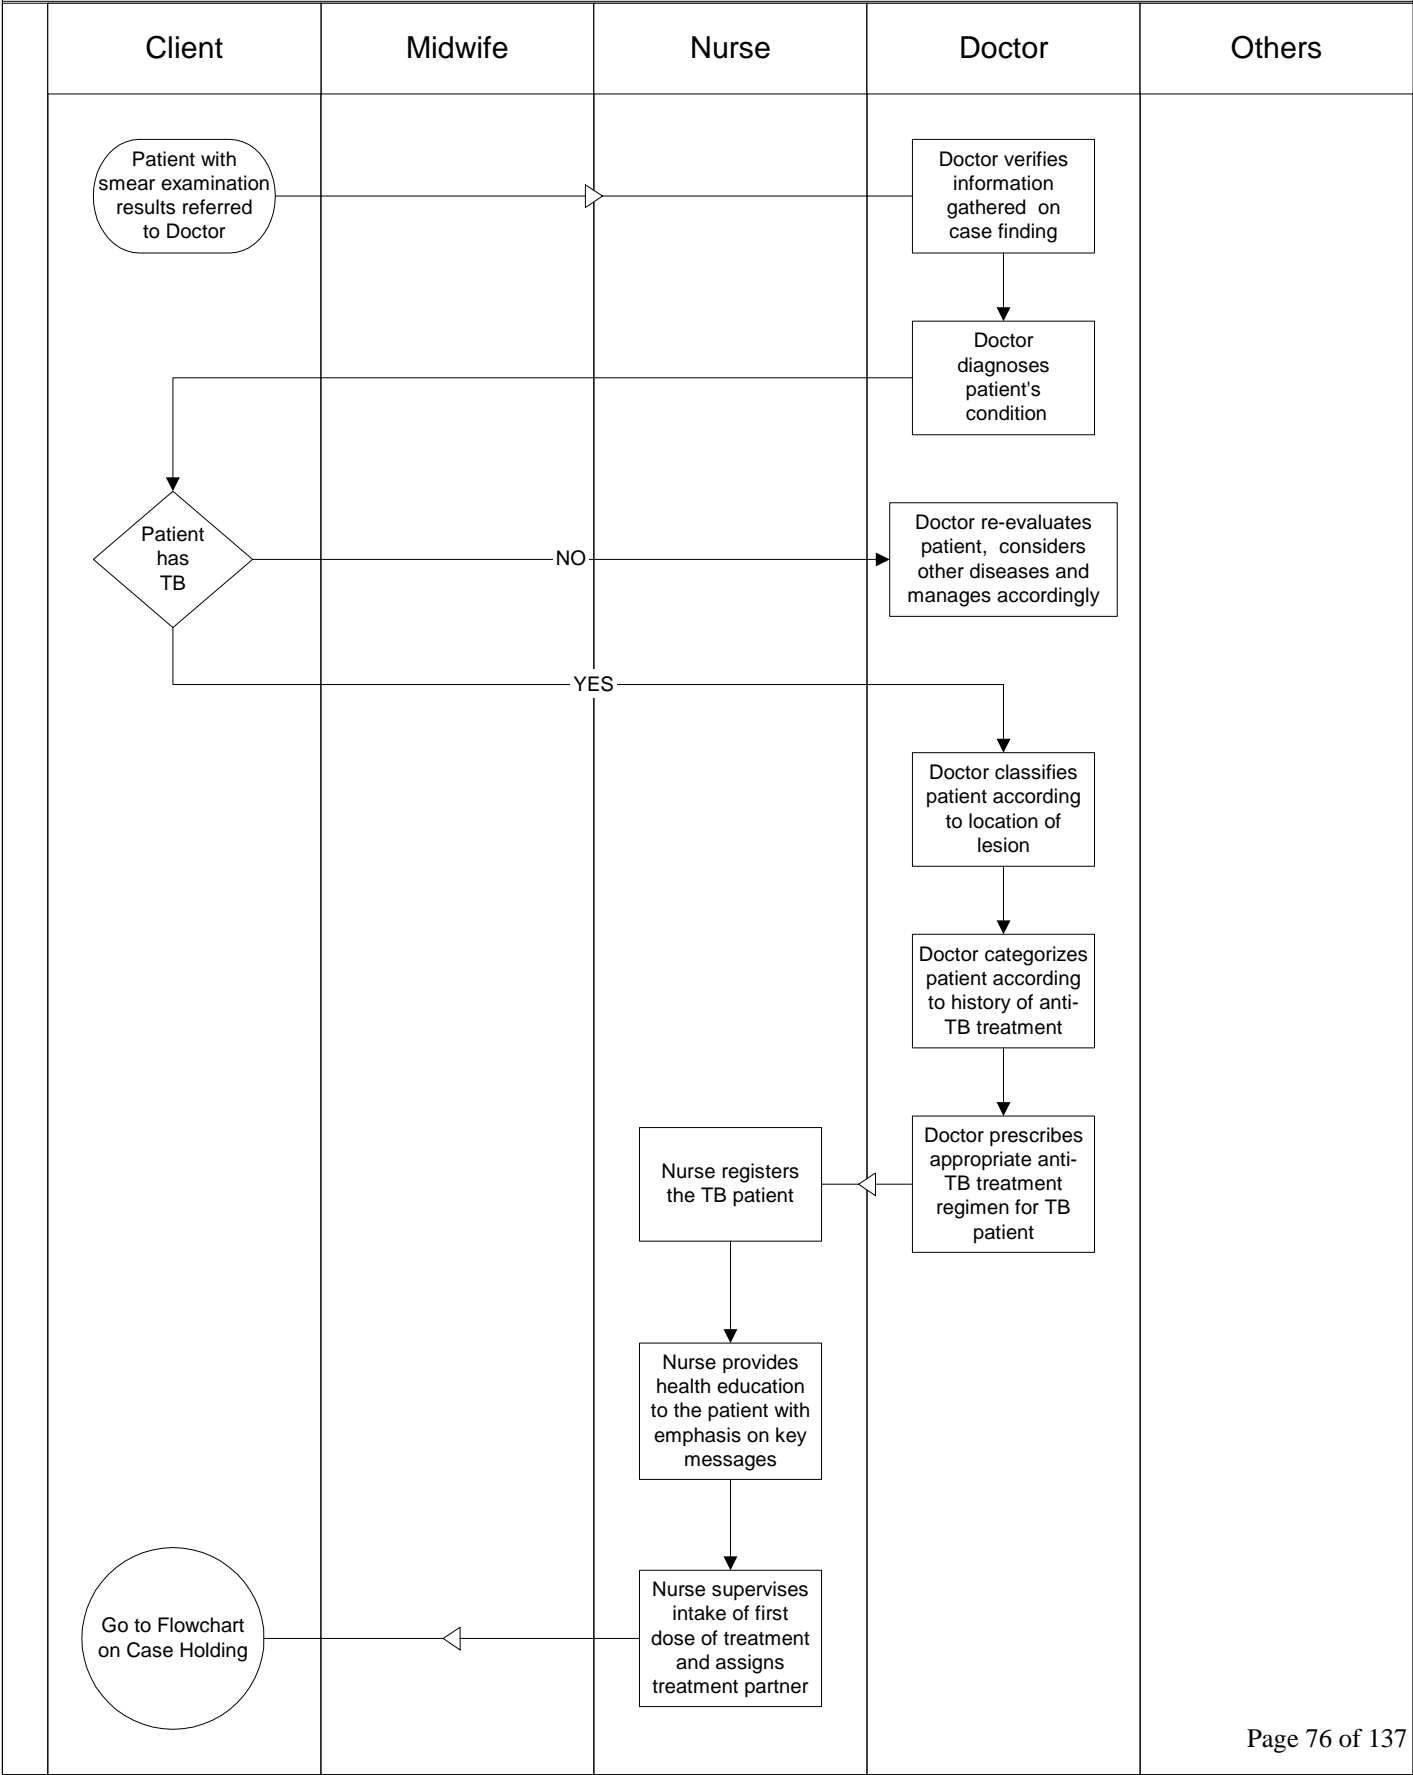 Client
Midwife
Nurse
Doctor
Others
Patient with
smear examination
results referred
to Doctor
Doctor verifies
information
gathered on
case finding
Doctor
diagnoses
patient's
condition
Patient
has
TB
NO
Doctor re-evaluates
patient, considers
other diseases and
manages accordingly
YES
Doctor classifies
patient according
to location of
lesion
Doctor categorizes
patient according
to history of anti-
TB treatment
Doctor prescribes
appropriate anti-
TB treatment
regimen for TB
patient
Nurse registers
the TB patient
Nurse provides
health education
to the patient with
emphasis on key
messages
Nurse supervises
intake of first
dose of treatment
and assigns
treatment partner
Go to Flowchart
on Case Holding
Page 76 of 137